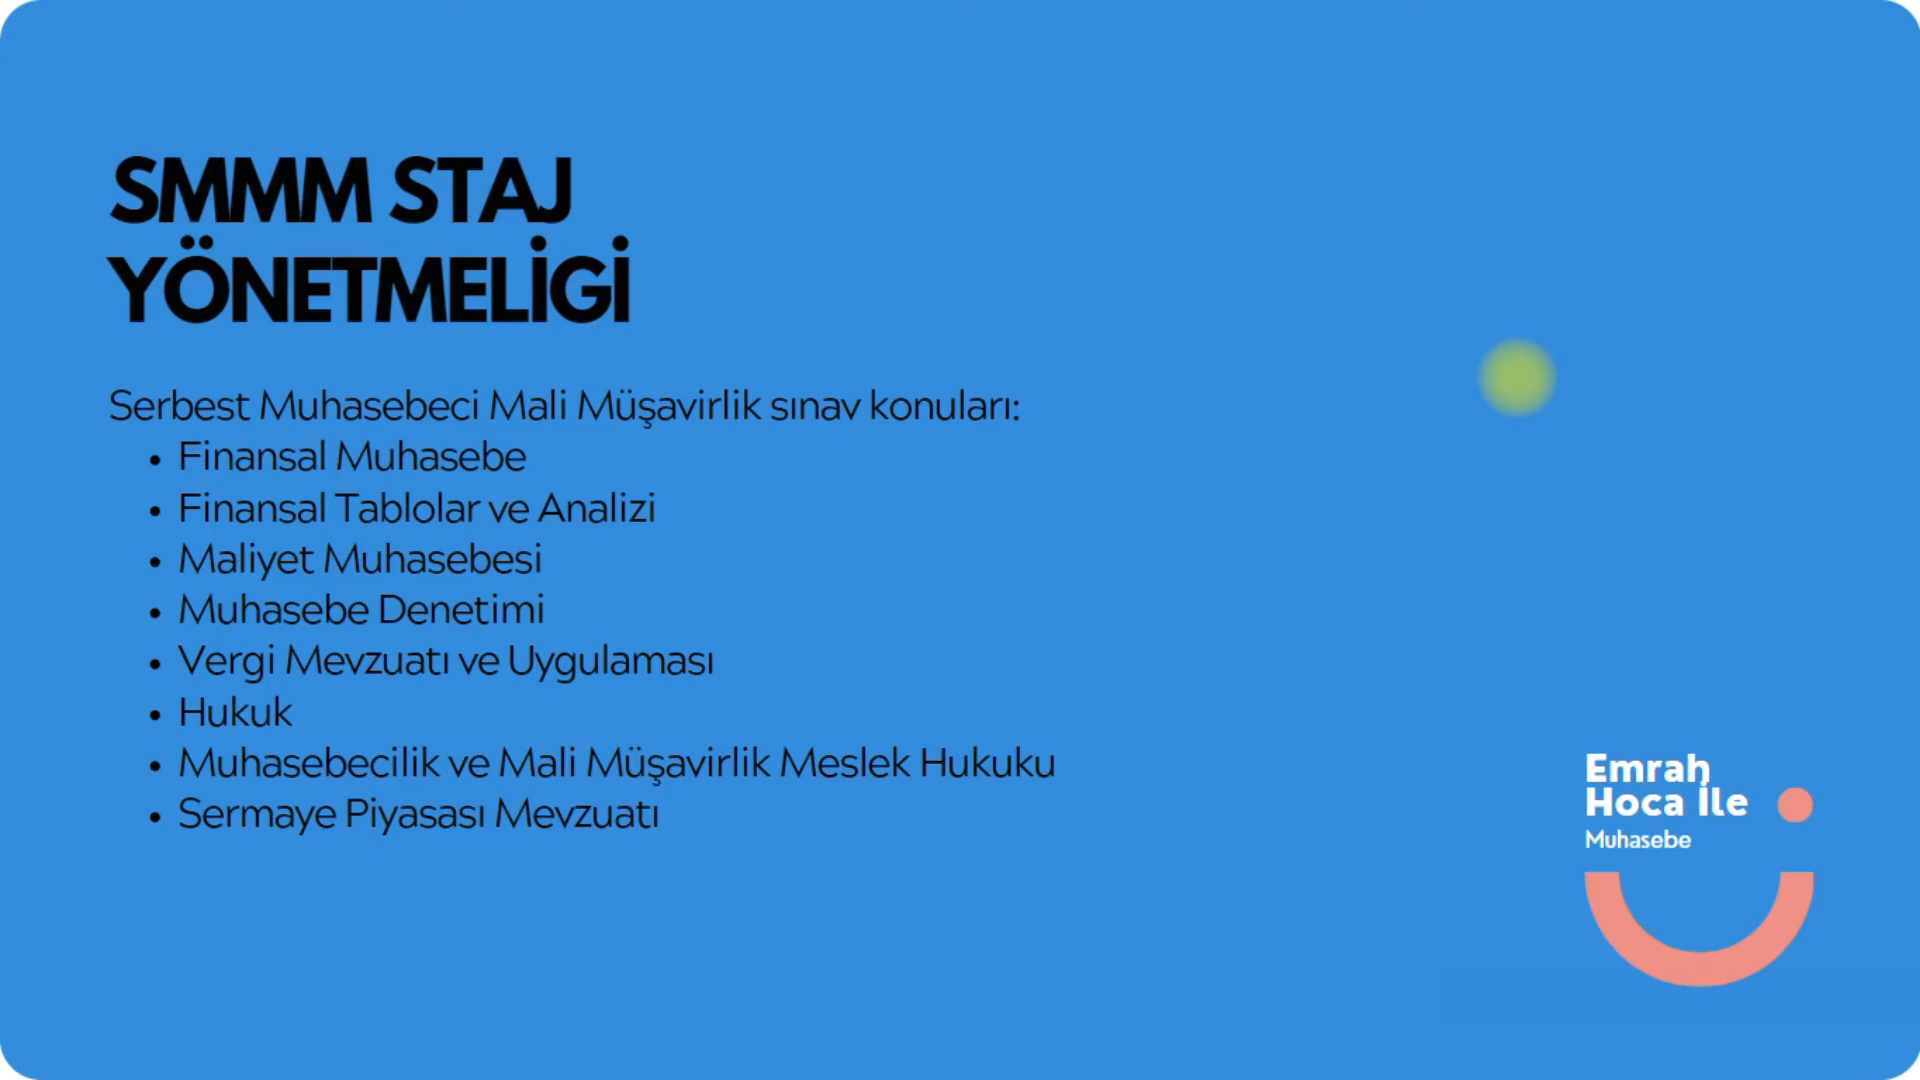 SMMM STAJ
YÖNETMELİGİ
Serbest Muhasebeci Mali Müşavirlik sınav konuları:
• Finansal Muhasebe
• Finansal Tablolar ve Analizi
• Maliyet Muhasebesi
• Muhasebe Denetimi
• Vergi Mevzuatı ve Uygulaması
• Hukuk
• Muhasebecilik ve Mali Müşavirlik Meslek Hukuku
• Sermaye Piyasası Mevzuatı
Emrah
Hoca İle
Muhasebe